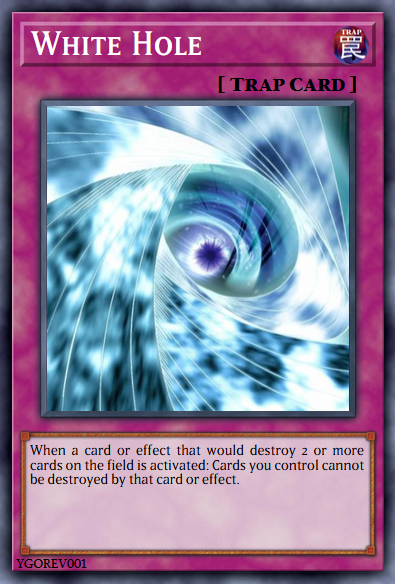 White Hole
TRAP
罠
[ Trap Card ]
When a card or effect that would destroy 2 or more
cards on the field is activated: Cards you control cannot
be destroyed by that card or effect.
YGOREV001